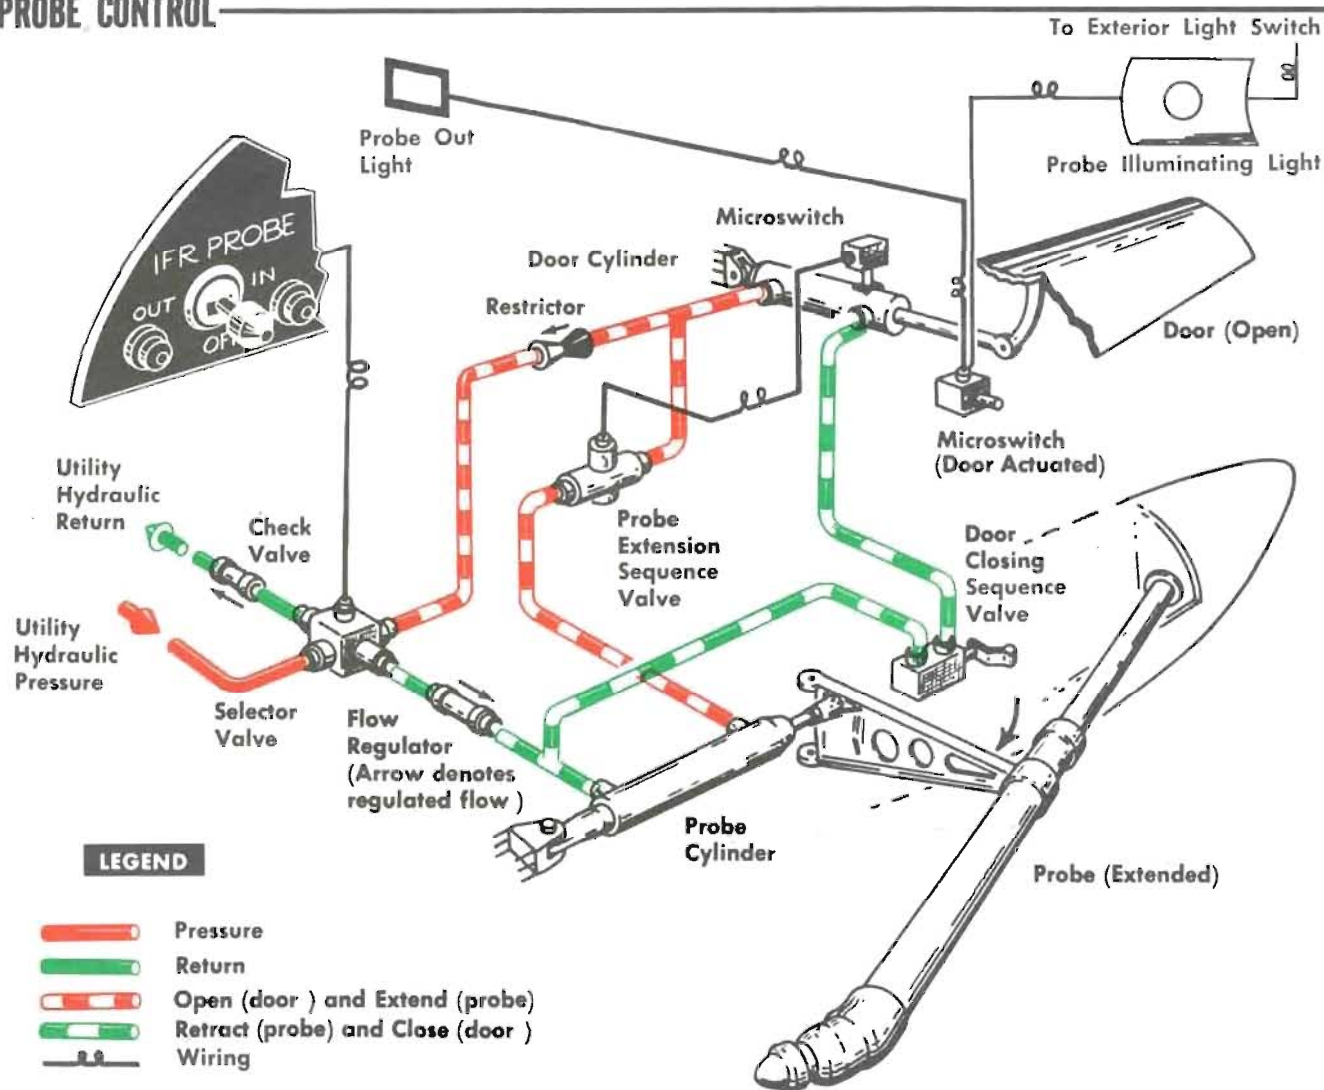 PROBE CONTROL
To Exterior Light Switch
Probe Out
Light
Probe Illuminating Light
Microswitch
IFR PROBE
OUT
IN
OFF
Door Cylinder
Restrictor
Door (Open)
Microswitch
(Door Actuated)
Utility
Hydraulic
Return
Check
Valve
Probe
Extension
Sequence
Valve
Door
Closing
Sequence
Valve
Utility
Hydraulic
Pressure
Selector
Valve
Flow
Regulator
(Arrow denotes
regulated flow )
Probe
Cylinder
Probe (Extended)
LEGEND
Pressure
Return
Open (door ) and Extend (probe)
Retract (probe) and Close (door )
Wiring